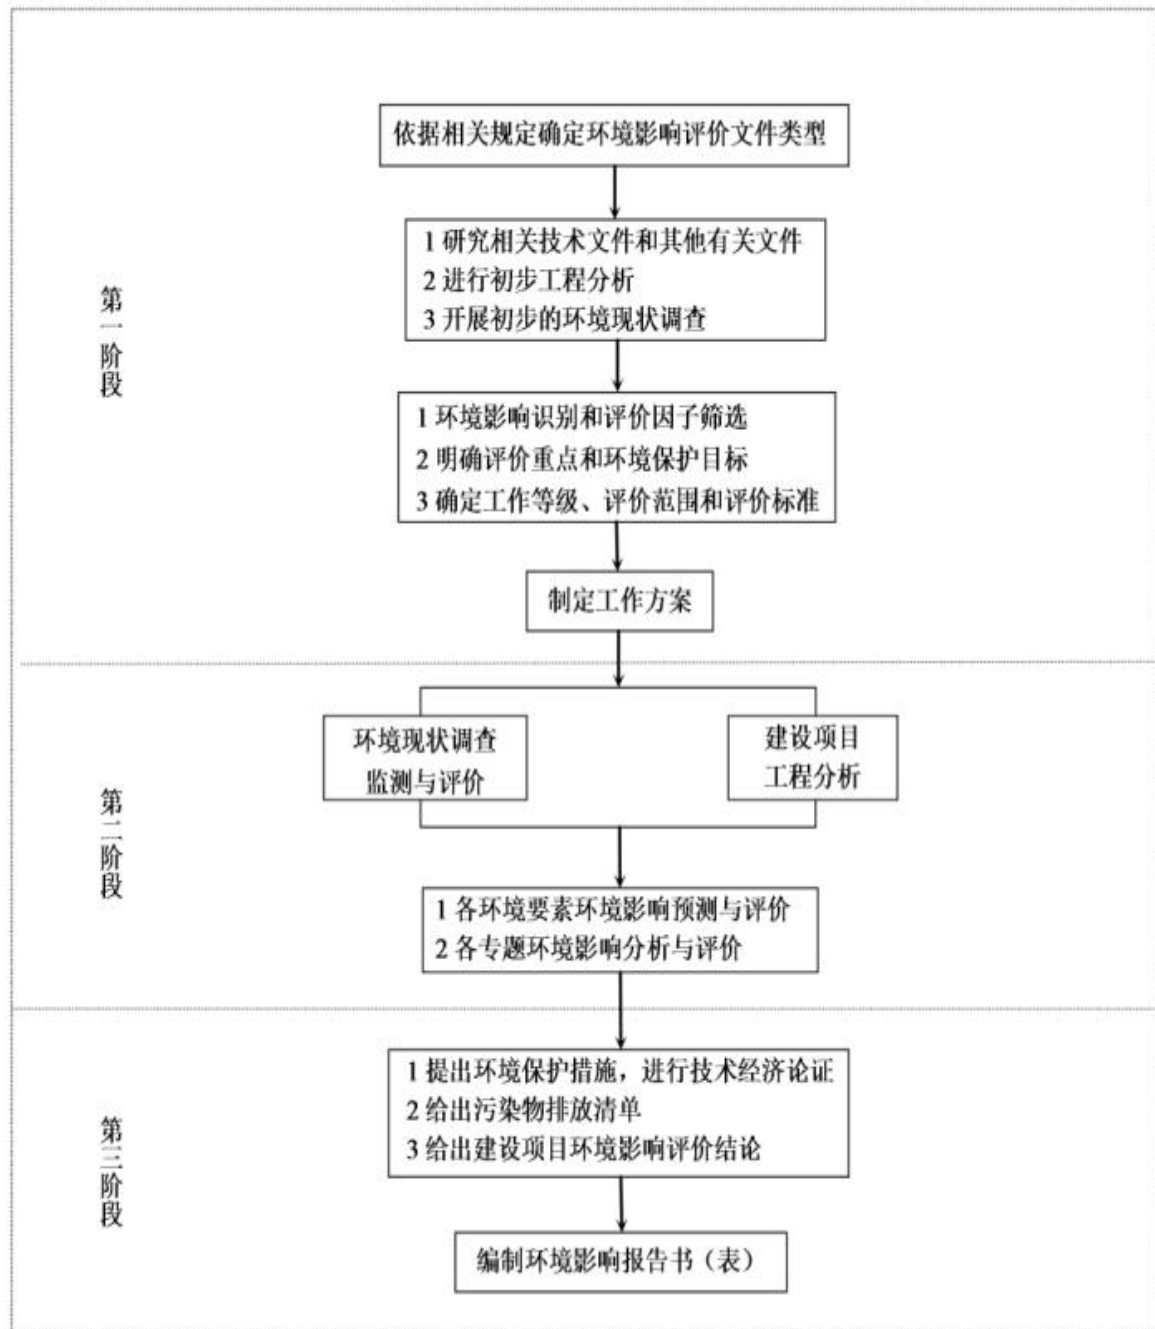 依据相关规定确定环境影响评价文件类型
1 研究相关技术文件和其他有关文件
2 进行初步工程分析
3 开展初步的环境现状调查
第一阶段
1 环境影响识别和评价因子筛选
2 明确评价重点和环境保护目标
3 确定工作等级、评价范围和评价标准
制定工作方案
环境现状调查
监测与评价
建设项目
工程分析
第二阶段
1 各环境要素环境影响预测与评价
2 各专题环境影响分析与评价
1 提出环境保护措施，进行技术经济论证
2 给出污染物排放清单
3 给出建设项目环境影响评价结论
第三阶段
编制环境影响报告书（表）